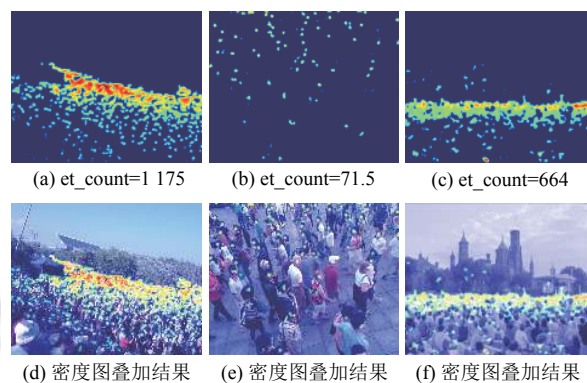 (a) et_count=1 175
(b) et_count=71.5
(c) et_count=664
(d) 密度图叠加结果
(e) 密度图叠加结果
(f) 密度图叠加结果